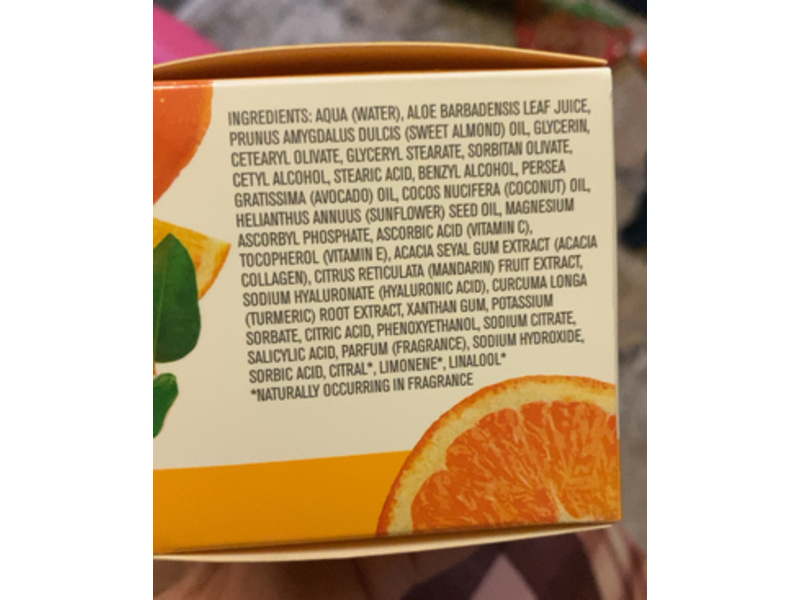 INGREDIENTS: AQUA (WATER), ALOE BARBADENSIS LEAF JUICE,
PRUNUS AMYGDALUS DULCIS (SWEET ALMOND) OIL, GLYCERIN,
CETEARYL OLIVATE, GLYCERYL STEARATE, SORBITAN OLIVATE,
CETYL ALCOHOL, STEARIC ACID, BENZYL ALCOHOL, PERSEA
GRATISSIMA (AVOCADO) OIL, COCOS NUCIFERA (COCONUT) OIL,
HELIANTHUS ANNUUS (SUNFLOWER) SEED OIL, MAGNESIUM
ASCORBYL PHOSPHATE, ASCORBIC ACID (VITAMIN C),
TOCOPHEROL (VITAMIN E), ACACIA SEYAL GUM EXTRACT (ACACIA
COLLAGEN), CITRUS RETICULATA (MANDARIN) FRUIT EXTRACT,
SODIUM HYALURONATE (HYALURONIC ACID), CURCUMA LONGA
(TURMERIC) ROOT EXTRACT, XANTHAN GUM, POTASSIUM
SORBATE, CITRIC ACID, PHENOXYETHANOL, SODIUM CITRATE,
SALICYLIC ACID, PARFUM (FRAGRANCE), SODIUM HYDROXIDE,
SORBIC ACID, CITRAL*, LIMONENE*, LINALOOL*
*NATURALLY OCCURRING IN FRAGRANCE